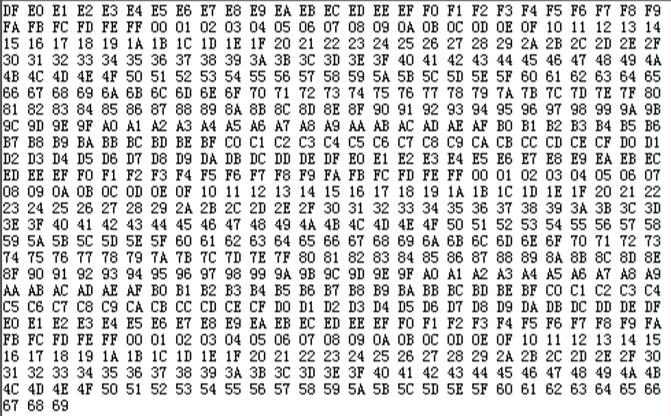 DF E0 E1 E2 E3 E4 E5 E6 E7 E8 E9 EA EB EC ED EE EF F0 F1 F2 F3 F4 F5 F6 F7 F8 F9
FA FB FC FD FE FF 00 01 02 03 04 05 06 07 08 09 0A 0B 0C 0D 0E 0F 10 11 12 13 14
15 16 17 18 19 1A 1B 1C 1D 1E 1F 20 21 22 23 24 25 26 27 28 29 2A 2B 2C 2D 2E 2F
30 31 32 33 34 35 36 37 38 39 3A 3B 3C 3D 3E 3F 40 41 42 43 44 45 46 47 48 49 4A
4B 4C 4D 4E 4F 50 51 52 53 54 55 56 57 58 59 5A 5B 5C 5D 5E 5F 60 61 62 63 64 65
66 67 68 69 6A 6B 6C 6D 6E 6F 70 71 72 73 74 75 76 77 78 79 7A 7B 7C 7D 7E 7F 80
81 82 83 84 85 86 87 88 89 8A 8B 8C 8D 8E 8F 90 91 92 93 94 95 96 97 98 99 9A 9B
9C 9D 9E 9F A0 A1 A2 A3 A4 A5 A6 A7 A8 A9 AA AB AC AD AE AF B0 B1 B2 B3 B4 B5 B6
B7 B8 B9 BA BB BC BD BE BF C0 C1 C2 C3 C4 C5 C6 C7 C8 C9 CA CB CC CD CE CF D0 D1
D2 D3 D4 D5 D6 D7 D8 D9 DA DB DC DD DE DF E0 E1 E2 E3 E4 E5 E6 E7 E8 E9 EA EB EC
ED EE EF F0 F1 F2 F3 F4 F5 F6 F7 F8 F9 FA FB FC FD FE FF 00 01 02 03 04 05 06 07
08 09 0A 0B 0C 0D 0E 0F 10 11 12 13 14 15 16 17 18 19 1A 1B 1C 1D 1E 1F 20 21 22
23 24 25 26 27 28 29 2A 2B 2C 2D 2E 2F 30 31 32 33 34 35 36 37 38 39 3A 3B 3C 3D
3E 3F 40 41 42 43 44 45 46 47 48 49 4A 4B 4C 4D 4E 4F 50 51 52 53 54 55 56 57 58
59 5A 5B 5C 5D 5E 5F 60 61 62 63 64 65 66 67 68 69 6A 6B 6C 6D 6E 6F 70 71 72 73
74 75 76 77 78 79 7A 7B 7C 7D 7E 7F 80 81 82 83 84 85 86 87 88 89 8A 8B 8C 8D 8E
8F 90 91 92 93 94 95 96 97 98 99 9A 9B 9C 9D 9E 9F A0 A1 A2 A3 A4 A5 A6 A7 A8 A9
AA AB AC AD AE AF B0 B1 B2 B3 B4 B5 B6 B7 B8 B9 BA BB BC BD BE BF C0 C1 C2 C3 C4
C5 C6 C7 C8 C9 CA CB CC CD CE CF D0 D1 D2 D3 D4 D5 D6 D7 D8 D9 DA DB DC DD DE DF
E0 E1 E2 E3 E4 E5 E6 E7 E8 E9 EA EB EC ED EE EF F0 F1 F2 F3 F4 F5 F6 F7 F8 F9 FA
FB FC FD FE FF 00 01 02 03 04 05 06 07 08 09 0A 0B 0C 0D 0E 0F 10 11 12 13 14 15
16 17 18 19 1A 1B 1C 1D 1E 1F 20 21 22 23 24 25 26 27 28 29 2A 2B 2C 2D 2E 2F 30
31 32 33 34 35 36 37 38 39 3A 3B 3C 3D 3E 3F 40 41 42 43 44 45 46 47 48 49 4A 4B
4C 4D 4E 4F 50 51 52 53 54 55 56 57 58 59 5A 5B 5C 5D 5E 5F 60 61 62 63 64 65 66
67 68 69